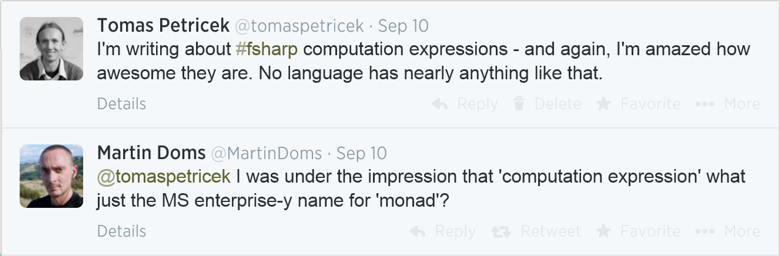 Tomas Petricek @tomaspetricek · Sep 10
I'm writing about #fsharp computation expressions - and again, I'm amazed how
awesome they are. No language has nearly anything like that.
Details Reply Delete Favorite More
Martin Doms @MartinDoms · Sep 10
@tomaspetricek I was under the impression that 'computation expression' what
just the MS enterprise-y name for 'monad'?
Details Reply Retweet Favorite More